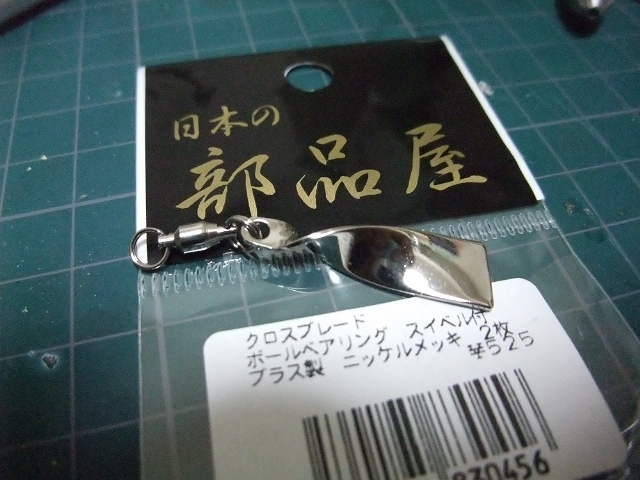 日本の
部品屋
クロスブレード
ボールベアリング スイベル付
ブラス製 ニッケルメッキ 2枚
¥525
830456